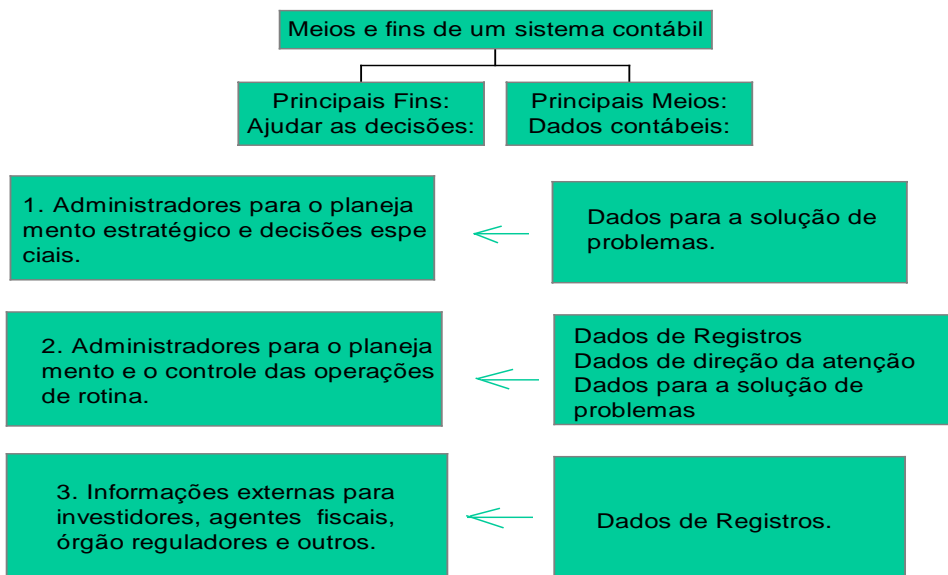 Meios e fins de um sistema contábil
Principais Fins:
Ajudar as decisões:
Principais Meios:
Dados contábeis:
1. Administradores para o planeja
mento estratégico e decisões espe
ciais.
Dados para a solução de
problemas.
2. Administradores para o planeja
mento e o controle das operações
de rotina.
Dados de Registros
Dados de direção da atenção
Dados para a solução de
problemas
3. Informações externas para
investidores, agentes fiscais,
órgão reguladores e outros.
Dados de Registros.